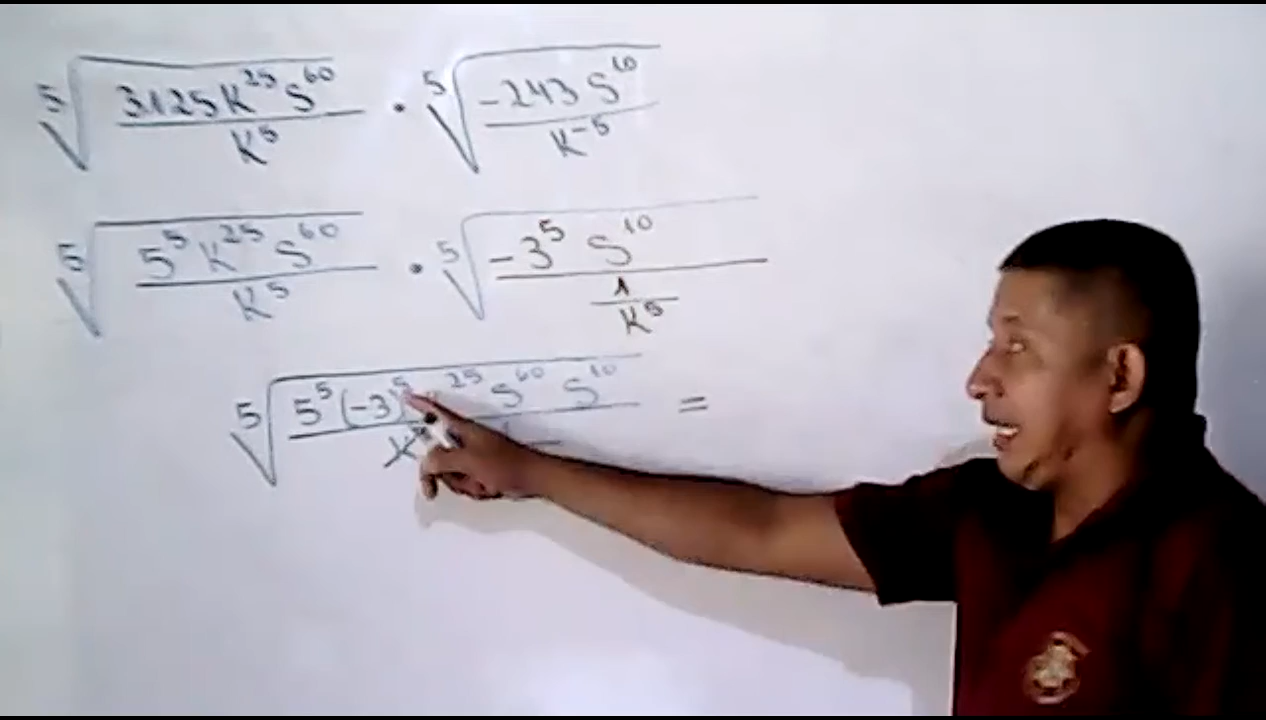 ⁵√(3125K²⁵S⁶⁰ / K⁵) · ⁵√(-243S¹⁰ / K⁻⁵)
⁵√(5⁵K²⁵S⁶⁰ / K⁵) · ⁵√(-3⁵S¹⁰ / (1 / K⁵))
⁵√(5⁵(-3)⁵ ²⁵ S⁶⁰ S¹⁰ / K) =